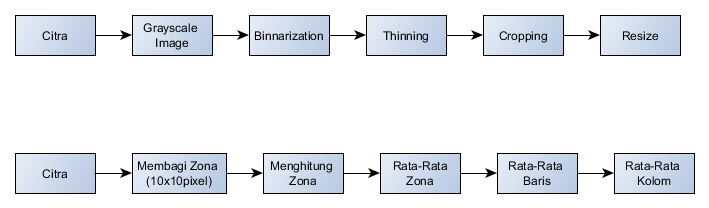 Citra
Grayscale
Image
Binnarization
Thinning
Cropping
Resize
Citra
Membagi Zona
(10x10pixel)
Menghitung
Zona
Rata-Rata
Zona
Rata-Rata
Baris
Rata-Rata
Kolom